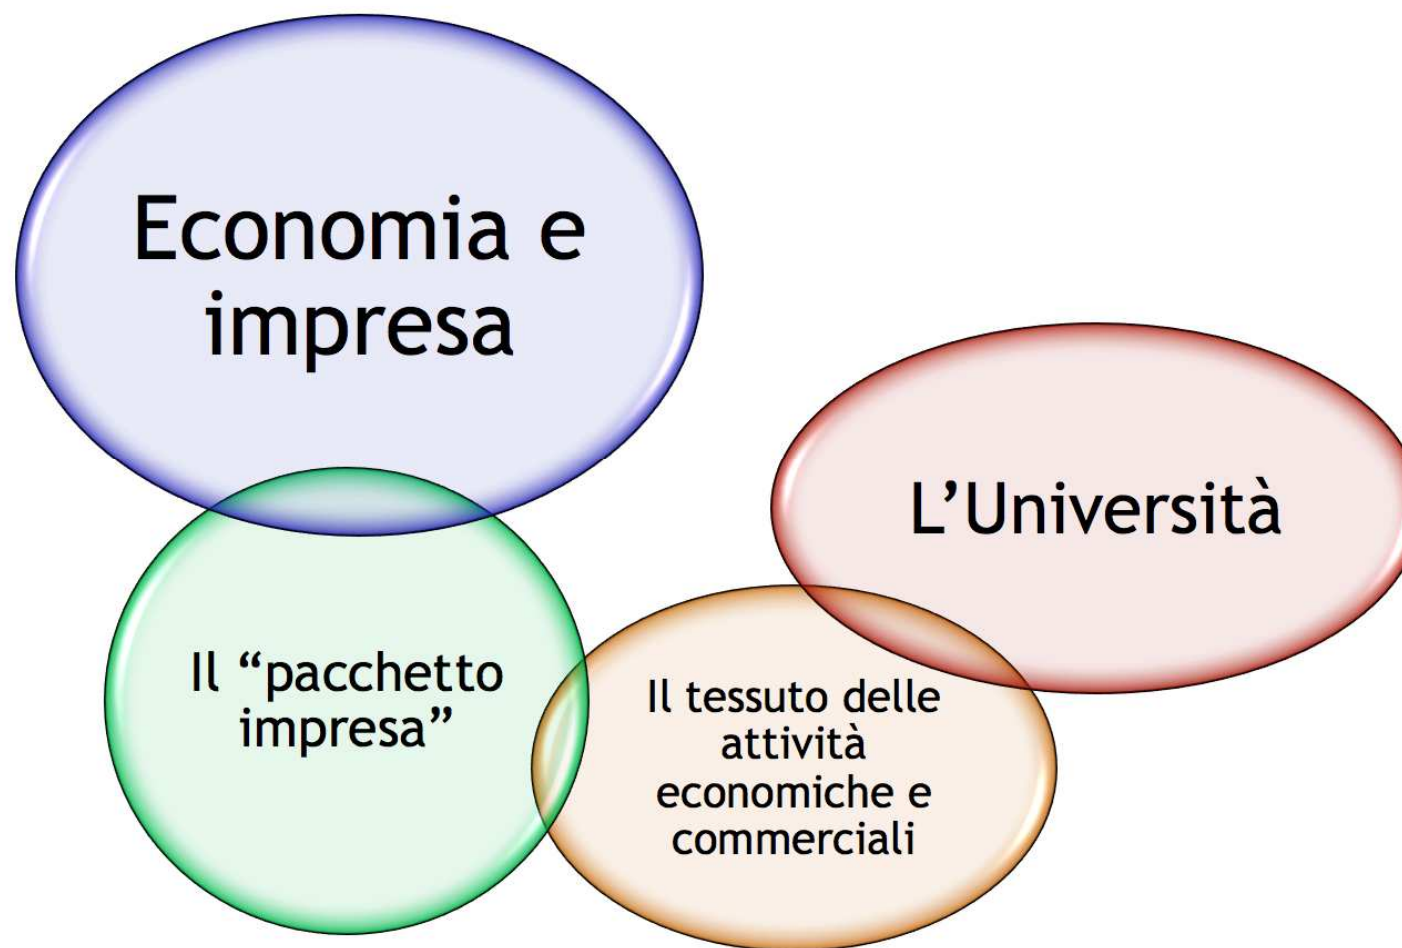 Economia e
impresa
L’Università
Il “pacchetto
impresa”
Il tessuto delle
attività
economiche e
commerciali